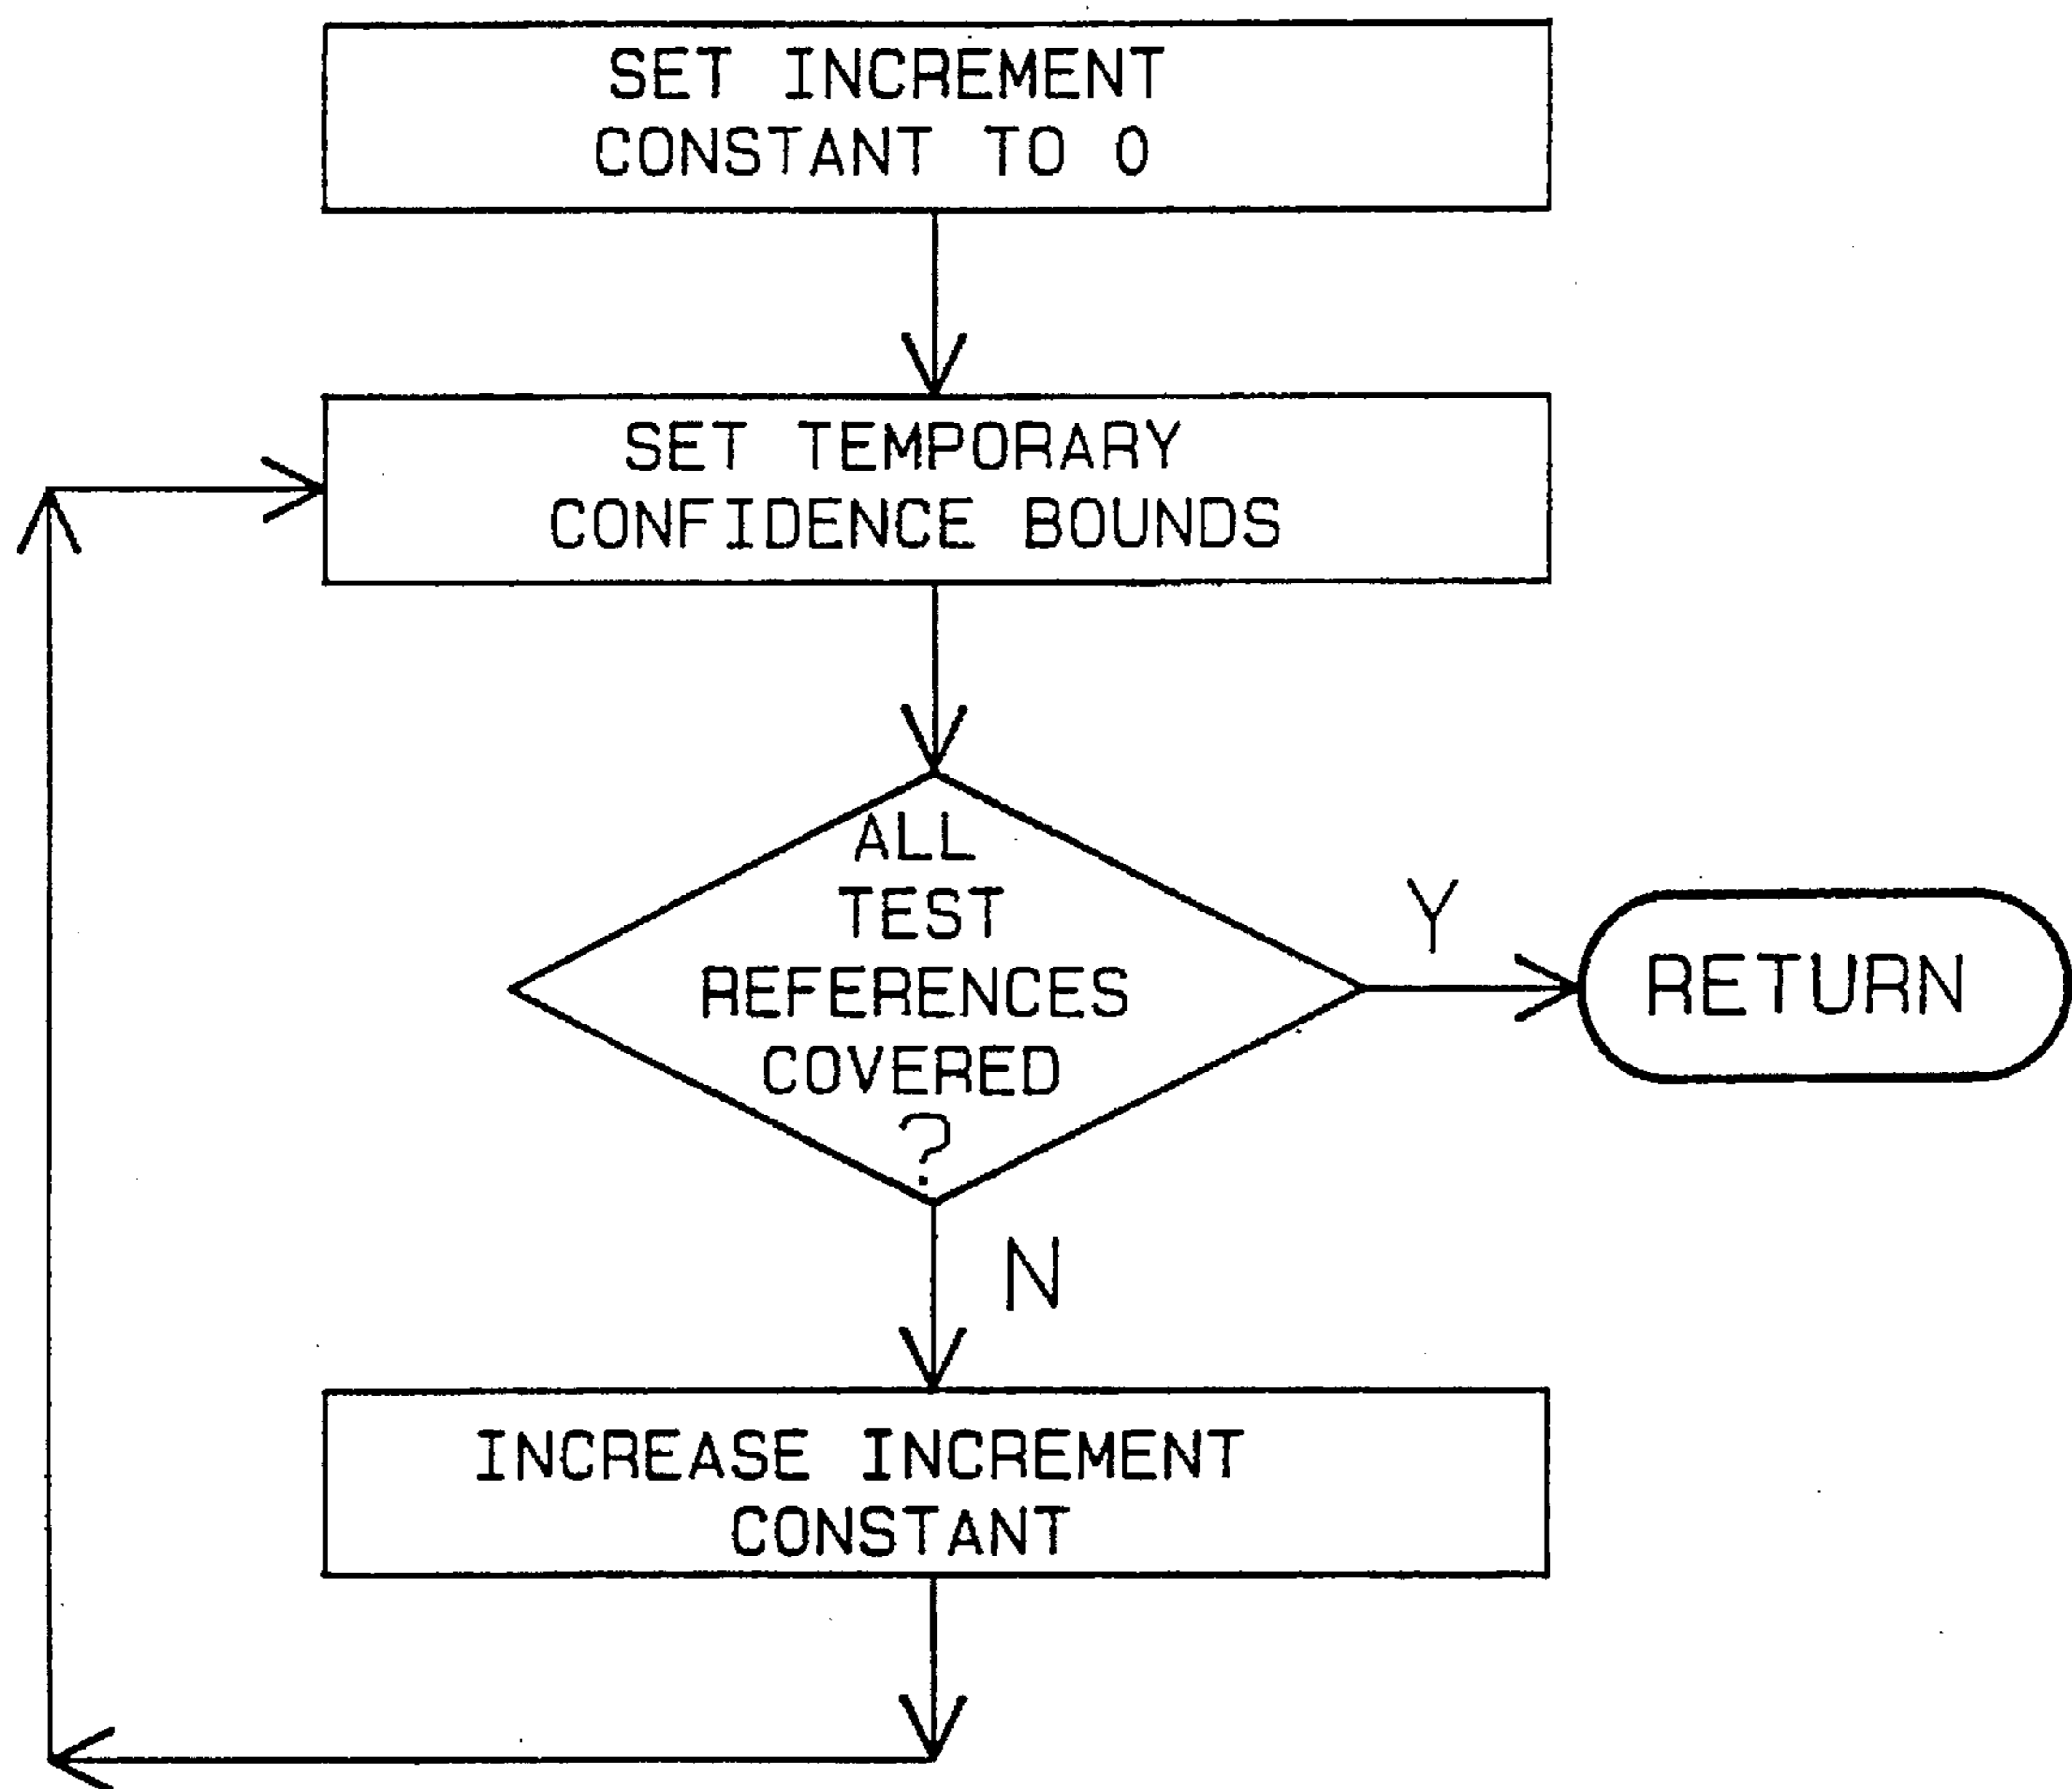 SET INCREMENT
CONSTANT TO 0
SET TEMPORARY
CONFIDENCE BOUNDS
ALL
TEST
REFERENCES
COVERED
?
Y
RETURN
N
INCREASE INCREMENT
CONSTANT